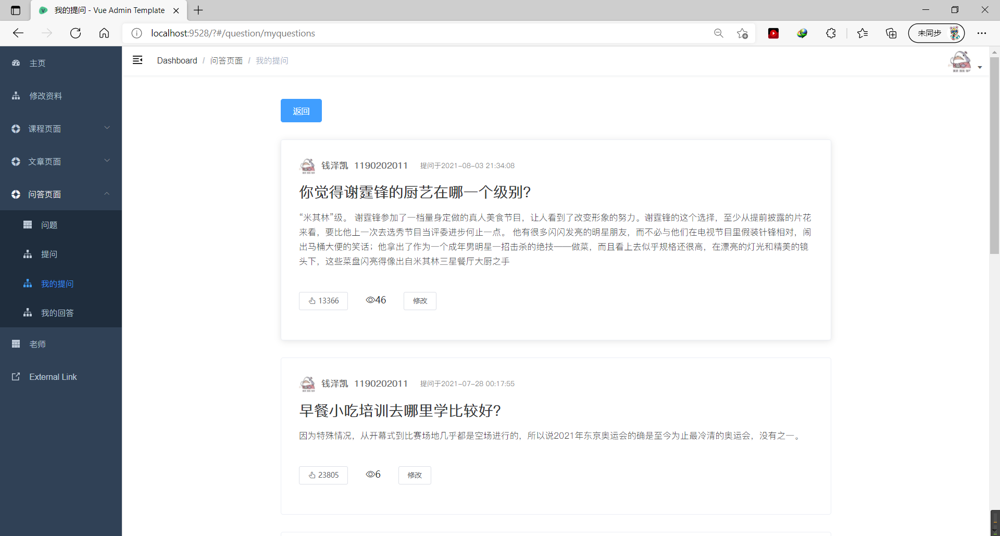 我的提问 - Vue Admin Template
localhost:9528/?#/question/myquestions
未同步
主页
修改资料
课程页面
文章页面
问答页面
问题
提问
我的提问
我的回答
老师
External Link
Dashboard / 问答页面 / 我的提问
返回
钱泽凯 1190202011 提问于2021-08-03 21:34:08
你觉得谢霆锋的厨艺在哪一个级别？
“米其林”级。 谢霆锋参加了一档量身定做的真人美食节目，让人看到了改变形象的努力。谢霆锋的这个选择，至少从提前披露的片花
来看，要比他上一次去选秀节目当评委进步何止一点。 他有很多闪闪发亮的明星朋友，而不必与他们在电视节目里假装针锋相对，闹
出马桶大便的笑话；他拿出了作为一个成年男明星一招击杀的绝技——做菜，而且看上去似乎规格还很高，在漂亮的灯光和精美的镜
头下，这些菜盘闪亮得像出自米其林三星餐厅大厨之手
13366 46 修改
钱泽凯 1190202011 提问于2021-07-28 00:17:55
早餐小吃培训去哪里学比较好？
因为特殊情况，从开幕式到比赛场地几乎都是空场进行的，所以说2021年东京奥运会的确是至今为止最冷清的奥运会，没有之一。
23805 6 修改